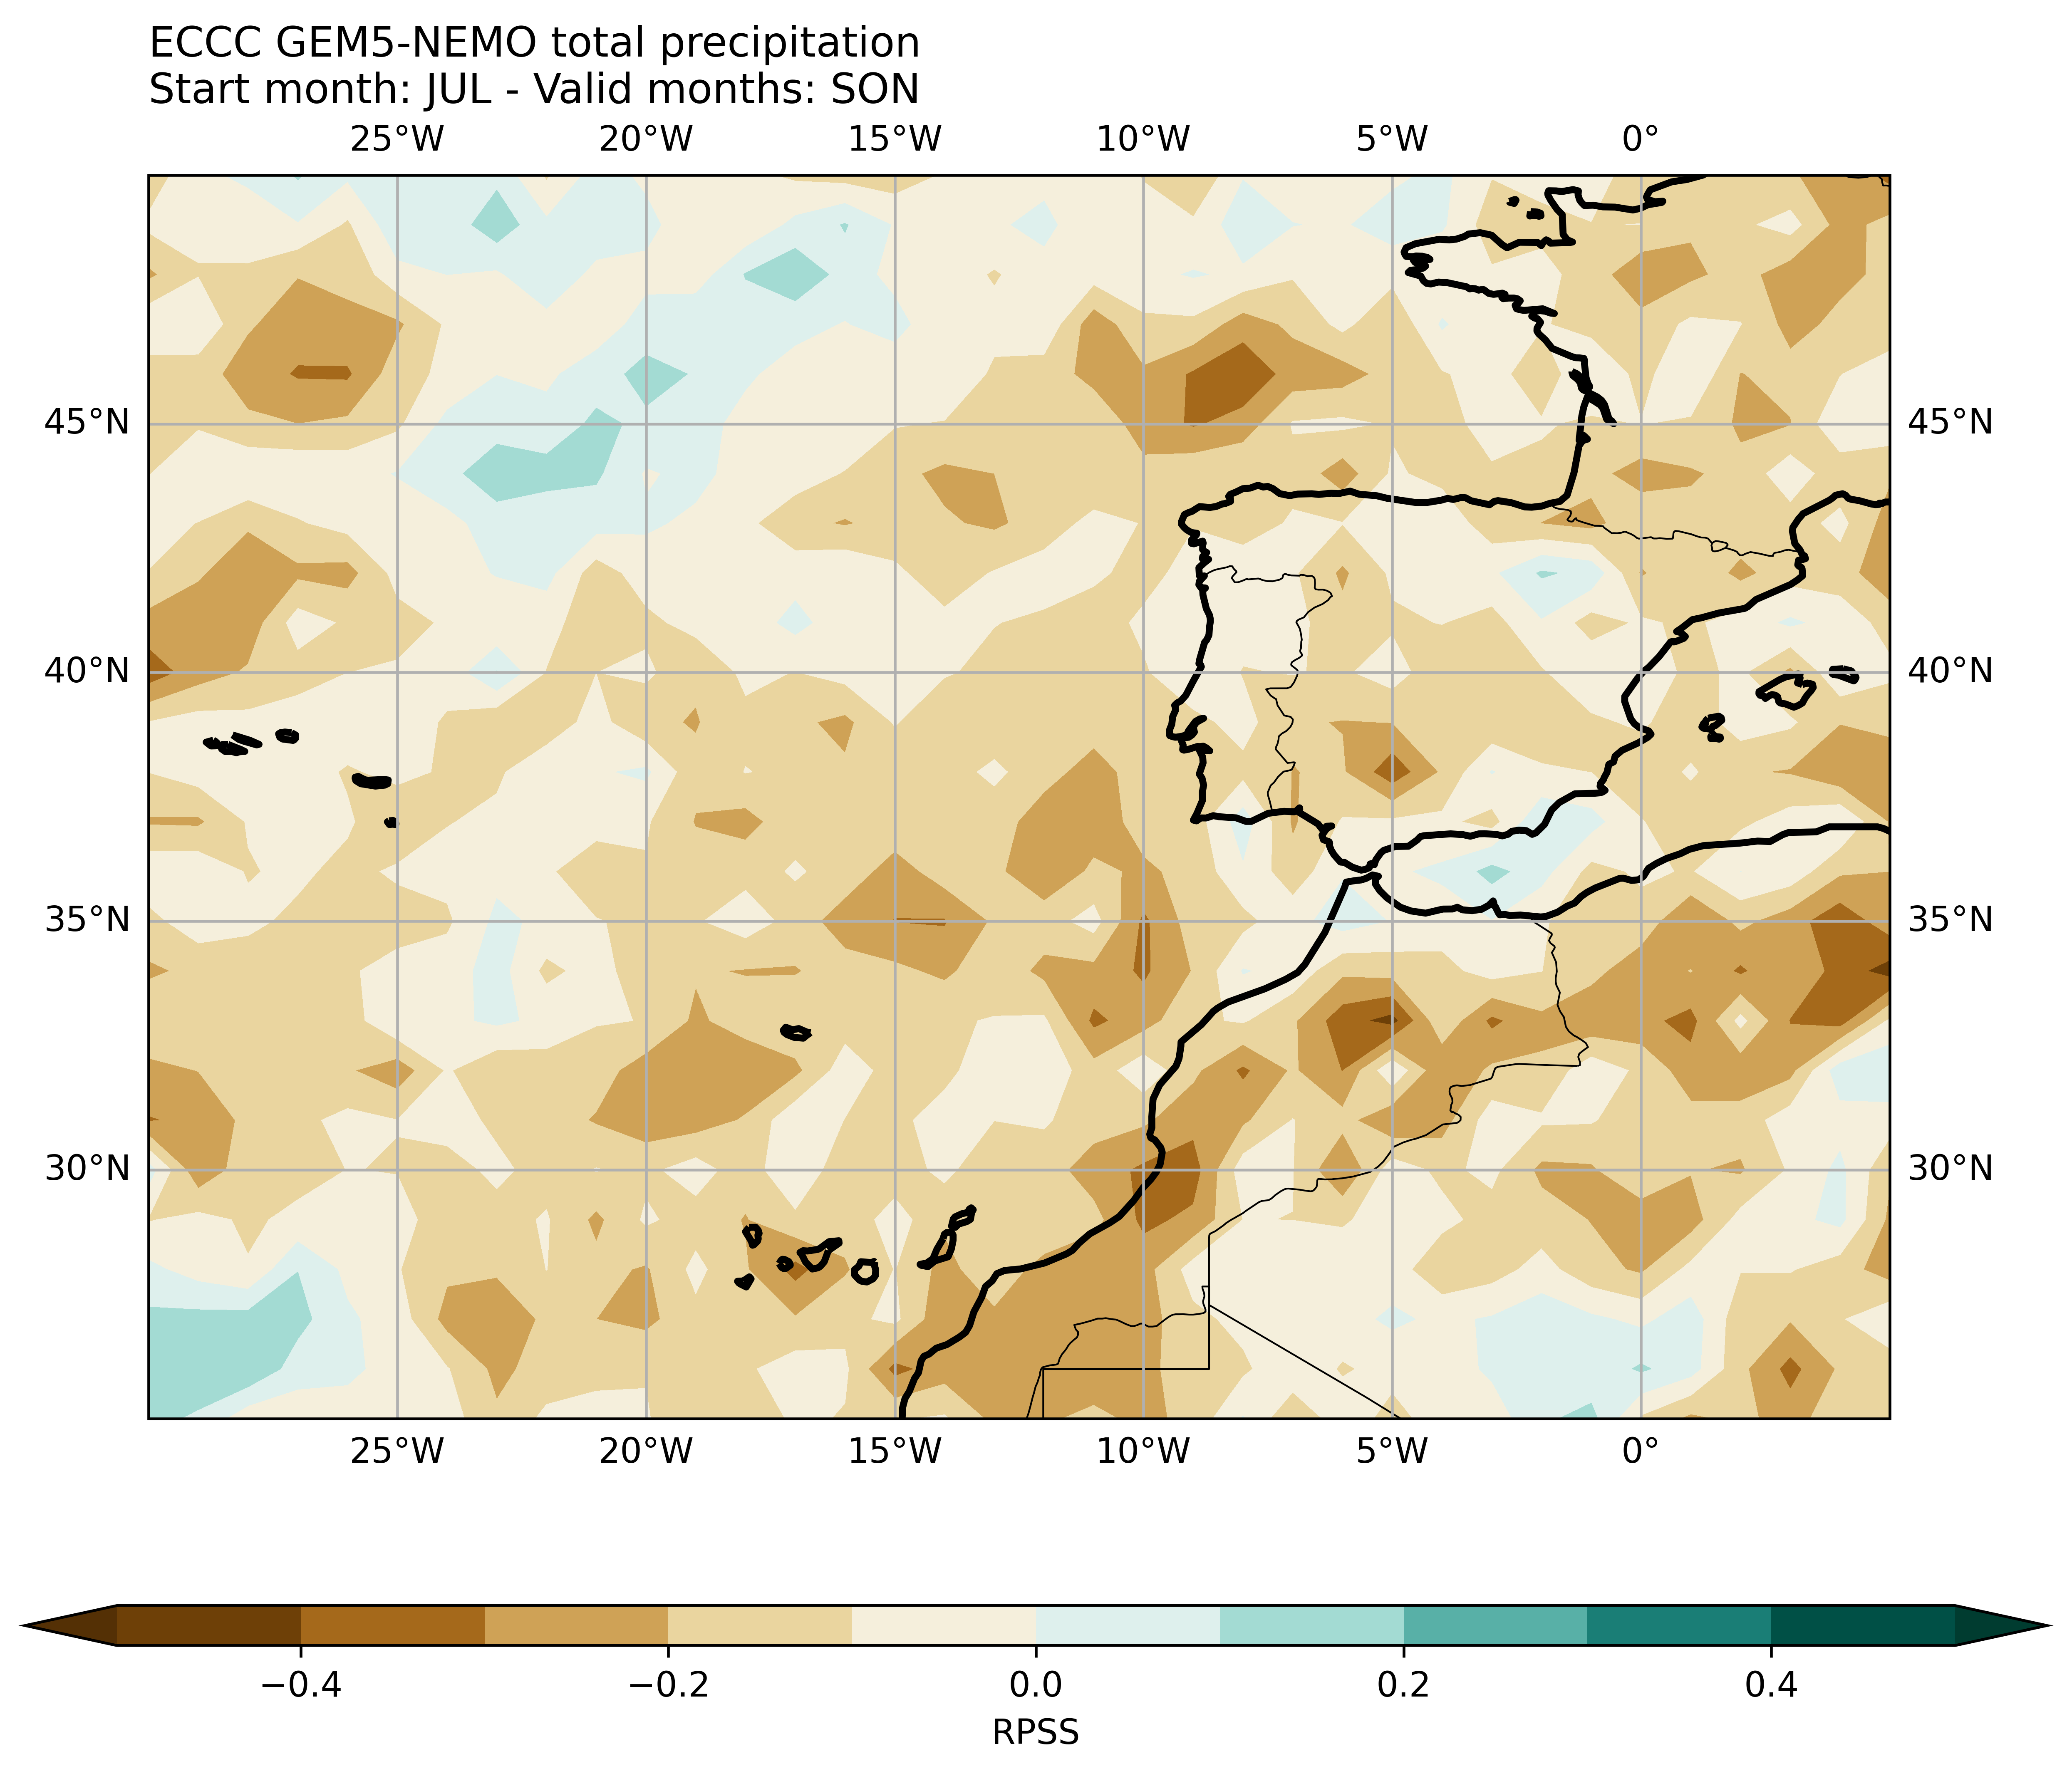 ECCC GEM5-NEMO total precipitation
Start month: JUL - Valid months: SON
25°W 20°W 15°W 10°W 5°W 0°
45°N 45°N
40°N 40°N
35°N 35°N
30°N 30°N
25°W 20°W 15°W 10°W 5°W 0°
−0.4 −0.2 0.0 0.2 0.4
RPSS